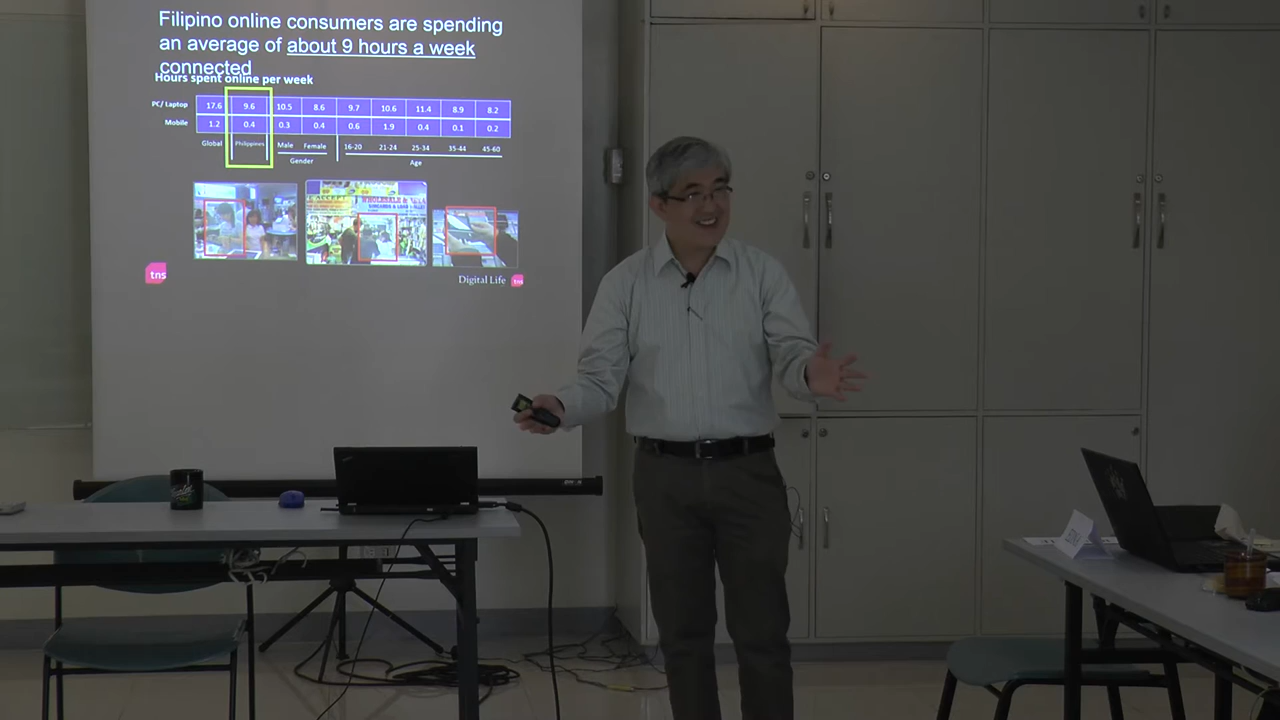 Filipino online consumers are spending
an average of about 9 hours a week
connected
Hours spent online per week
PC/ Laptop 17.6 9.6 10.5 8.6 9.7 10.6 11.4 8.9 8.2
Mobile 1.2 0.4 0.3 0.4 0.6 1.9 0.4 0.1 0.2
Global Philippines Male Female 16-20 21-24 25-34 35-44 45-60
Gender Age
WHOLESALE &
tns
Digital Life tns